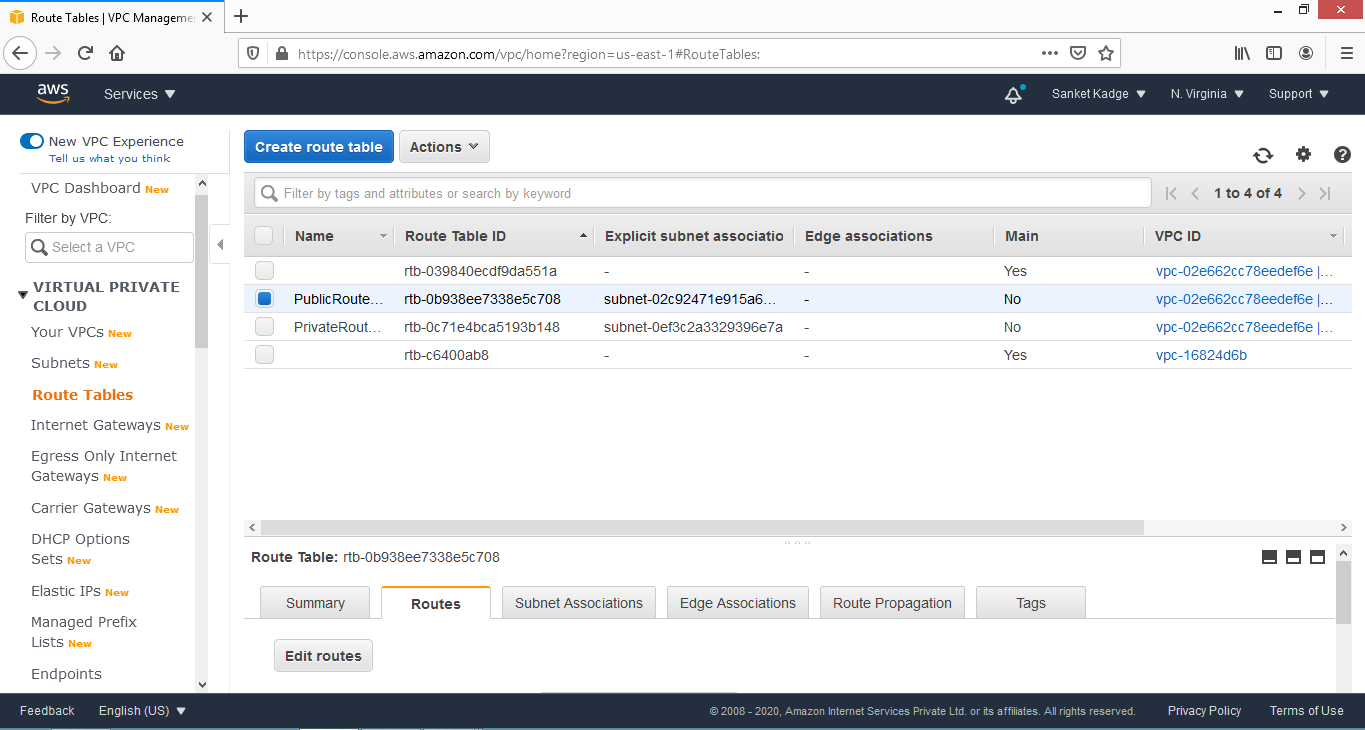 Route Tables | VPC Manageme
https://console.aws.amazon.com/vpc/home?region=us-east-1#RouteTables:
aws Services Sanket Kadge N. Virginia Support
New VPC Experience
Tell us what you think
VPC Dashboard New
Filter by VPC:
Select a VPC
VIRTUAL PRIVATE
CLOUD
Your VPCs New
Subnets New
Route Tables
Internet Gateways New
Egress Only Internet
Gateways New
Carrier Gateways New
DHCP Options
Sets New
Elastic IPs New
Managed Prefix
Lists New
Endpoints
Create route table Actions
Filter by tags and attributes or search by keyword
1 to 4 of 4
Name Route Table ID Explicit subnet associatio Edge associations Main VPC ID
rtb-039840ecdf9da551a - - Yes vpc-02e662cc78eedef6e |...
PublicRoute... rtb-0b938ee7338e5c708 subnet-02c92471e915a6... - No vpc-02e662cc78eedef6e |...
PrivateRout... rtb-0c71e4bca5193b148 subnet-0ef3c2a3329396e7a - No vpc-02e662cc78eedef6e |...
rtb-c6400ab8 - - Yes vpc-16824d6b
Route Table: rtb-0b938ee7338e5c708
Summary Routes Subnet Associations Edge Associations Route Propagation Tags
Edit routes
Feedback English (US) © 2008 - 2020, Amazon Internet Services Private Ltd. or its affiliates. All rights reserved. Privacy Policy Terms of Use